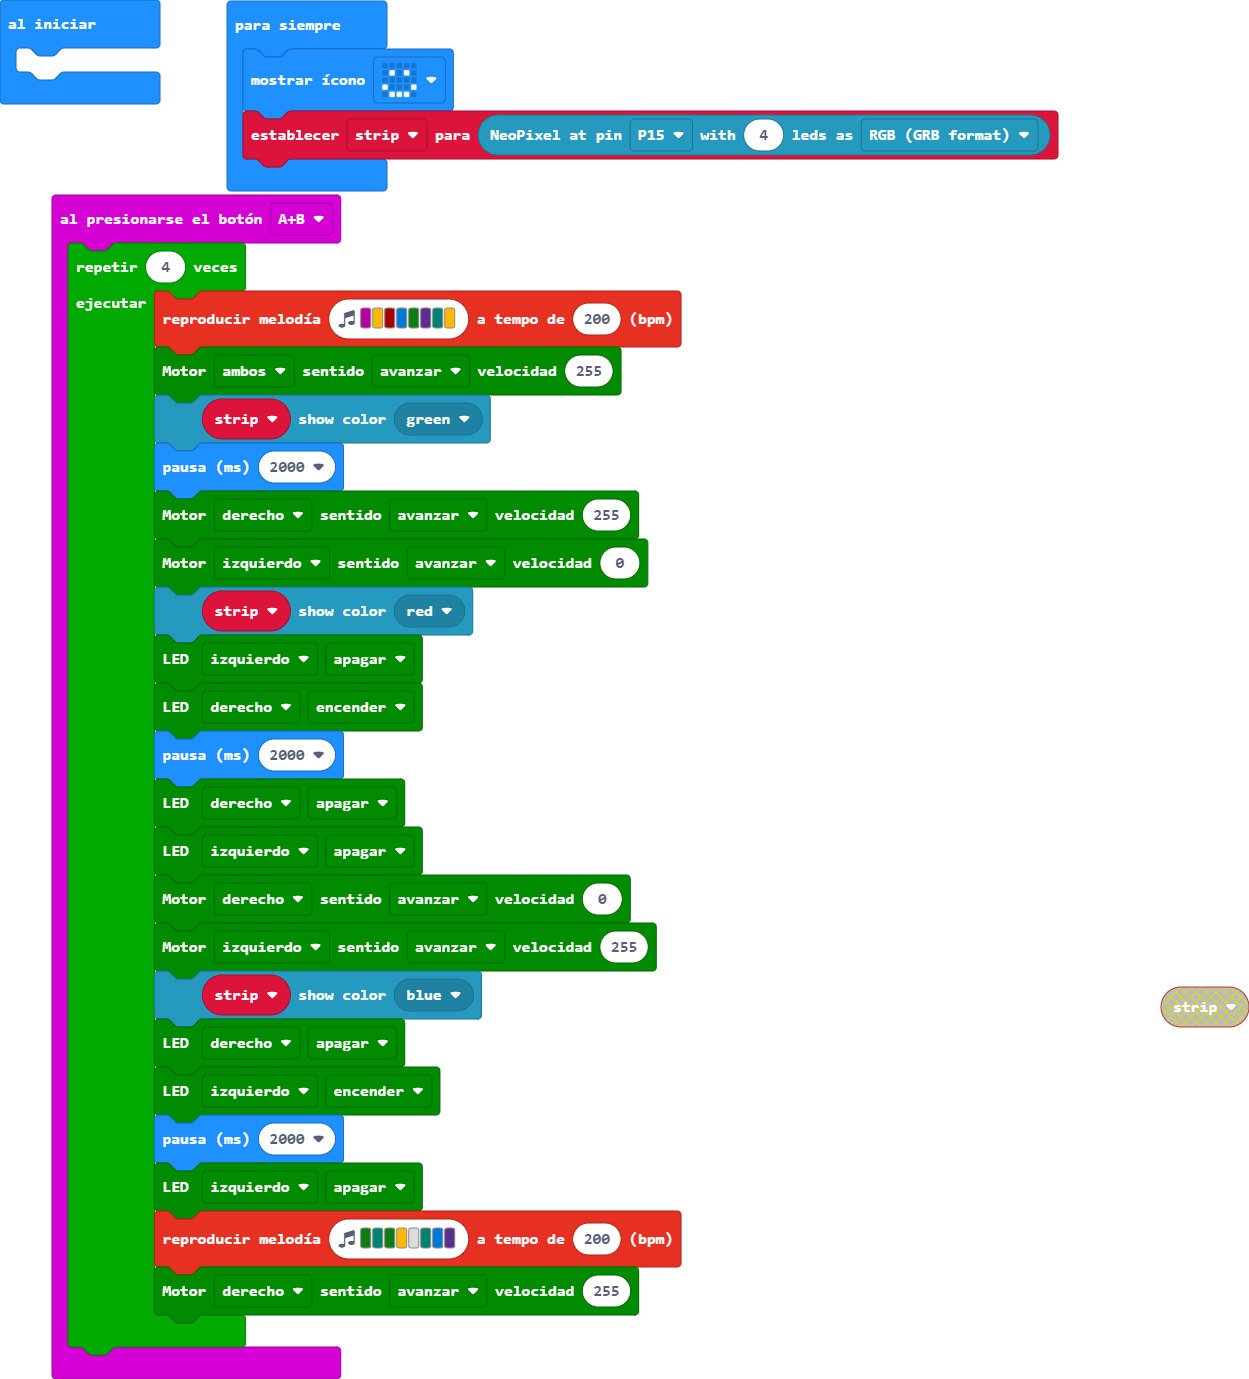 al iniciar
para siempre
mostrar ícono
establecer strip para NeoPixel at pin P15 with 4 leds as RGB (GRB format)
al presionarse el botón A+B
repetir 4 veces
ejecutar
reproducir melodía a tempo de 200 (bpm)
Motor ambos sentido avanzar velocidad 255
strip show color green
pausa (ms) 2000
Motor derecho sentido avanzar velocidad 255
Motor izquierdo sentido avanzar velocidad 0
strip show color red
LED izquierdo apagar
LED derecho encender
pausa (ms) 2000
LED derecho apagar
LED izquierdo apagar
Motor derecho sentido avanzar velocidad 0
Motor izquierdo sentido avanzar velocidad 255
strip show color blue
strip
LED derecho apagar
LED izquierdo encender
pausa (ms) 2000
LED izquierdo apagar
reproducir melodía a tempo de 200 (bpm)
Motor derecho sentido avanzar velocidad 255